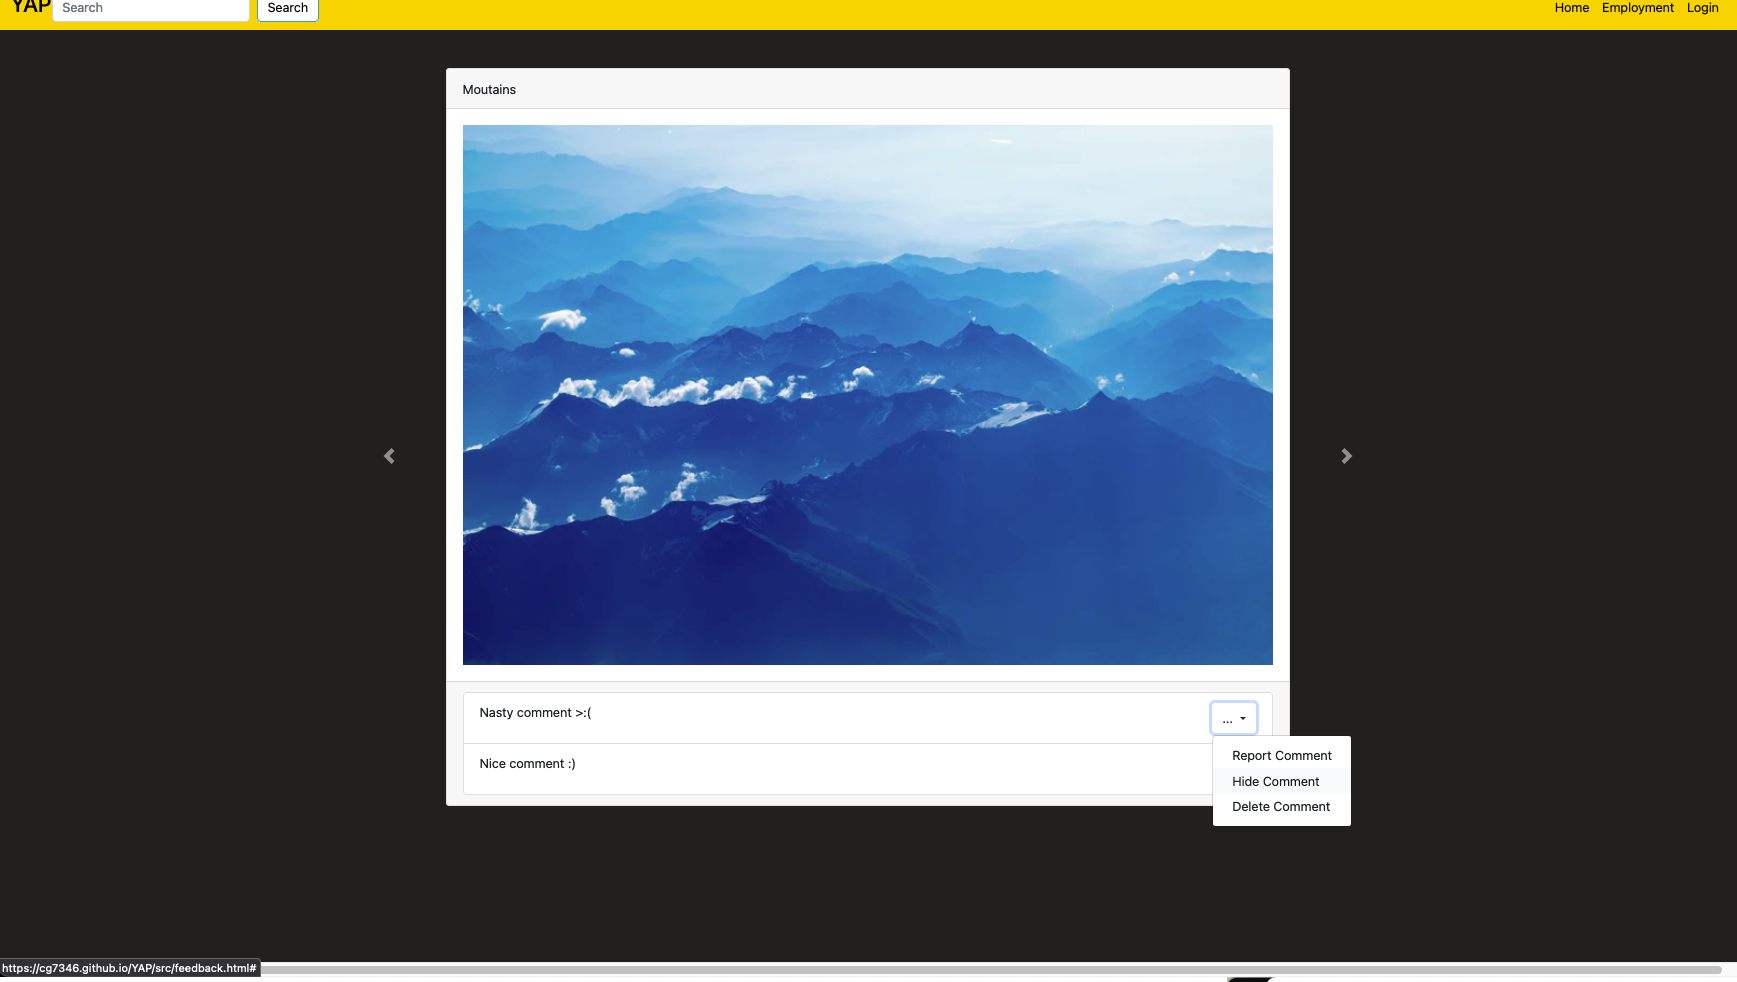 YAP Search Search Home Employment Login
Moutains
Nasty comment >:( ...
Nice comment :)
Report Comment
Hide Comment
Delete Comment
https://cg7346.github.io/YAP/src/feedback.html#